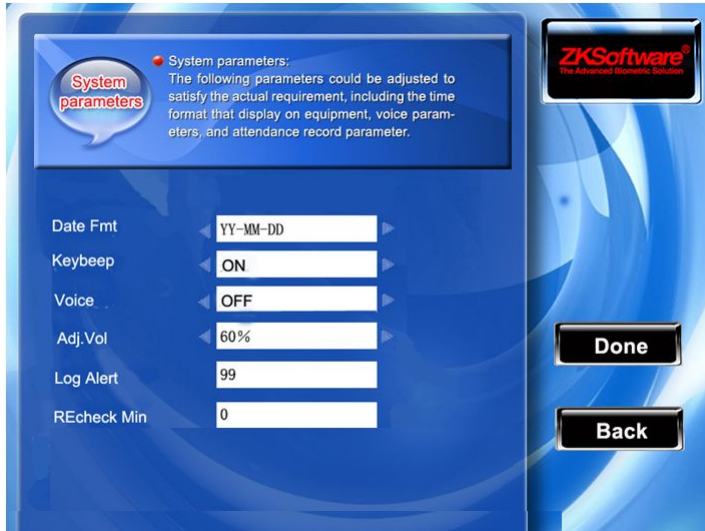 System parameters
System parameters:
The following parameters could be adjusted to
satisfy the actual requirement, including the time
format that display on equipment, voice param-
eters, and attendance record parameter.
ZKSoftware®
The Advanced Biometric Solution
Date Fmt YY-MM-DD
Keybeep ON
Voice OFF
Adj.Vol 60%
Log Alert 99
REcheck Min 0
Done
Back